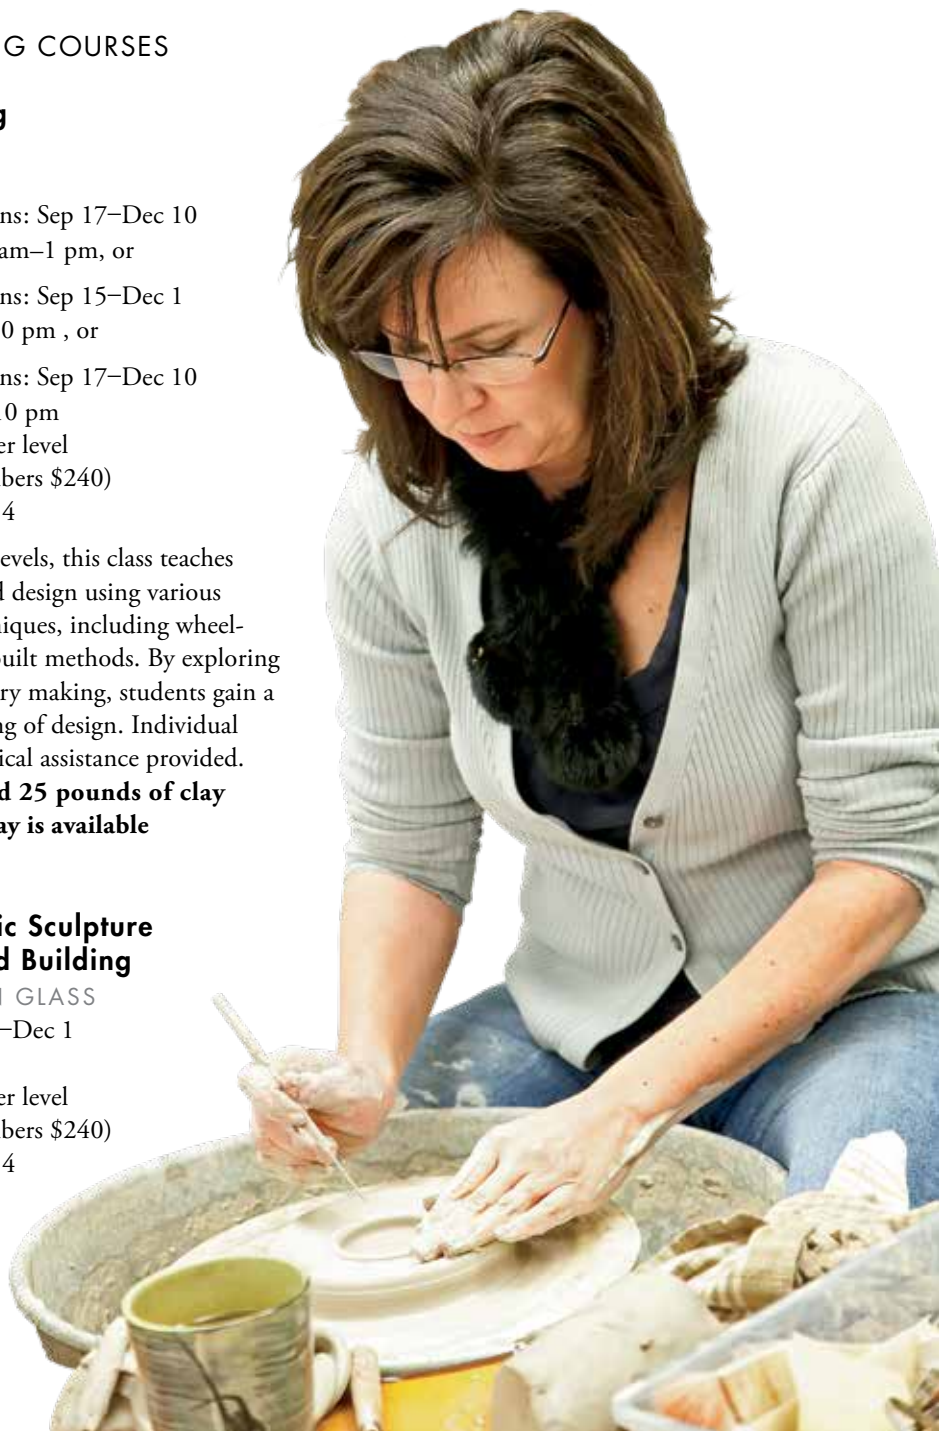 G COURSES
g
ns: Sep 17–Dec 10
am–1 pm, or
ns: Sep 15–Dec 1
0 pm , or
ns: Sep 17–Dec 10
0 pm
er level
bers $240)
4
evels, this class teaches
d design using various
niques, including wheel-
built methods. By exploring
ry making, students gain a
ng of design. Individual
ical assistance provided.
d 25 pounds of clay
ay is available
ic Sculpture
d Building
GLASS
–Dec 1
er level
bers $240)
4